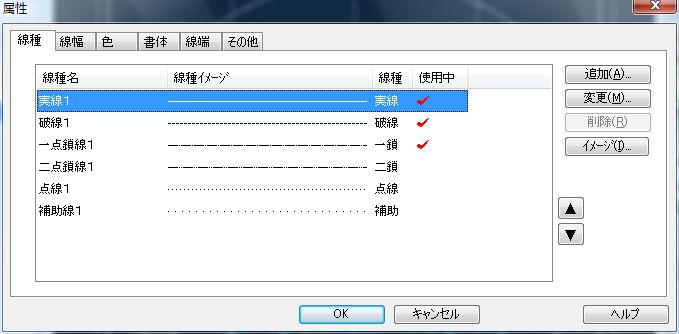 属性
線種 線幅 色 書体 線端 その他
線種名 線種イメージ 線種 使用中
実線1 実線
破線1 破線
一点鎖線1 一鎖
二点鎖線1 二鎖
点線1 点線
補助線1 補助
追加(A)...
変更(M)...
削除(R)
イメージ(I)...
OK キャンセル ヘルプ